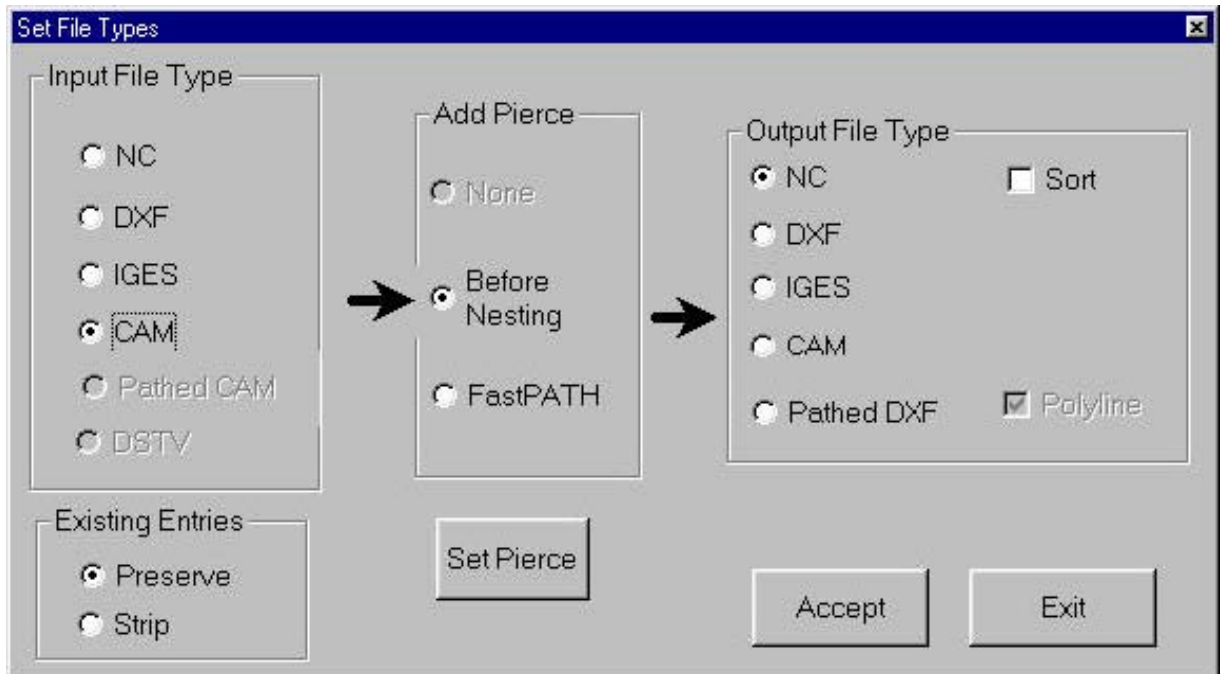 Set File Types
Input File Type
NC
DXF
IGES
CAM
Pathed CAM
DSTV
Existing Entries
Preserve
Strip
Add Pierce
None
Before
Nesting
FastPATH
Set Pierce
Output File Type
NC
Sort
DXF
IGES
CAM
Pathed DXF
Polyline
Accept
Exit